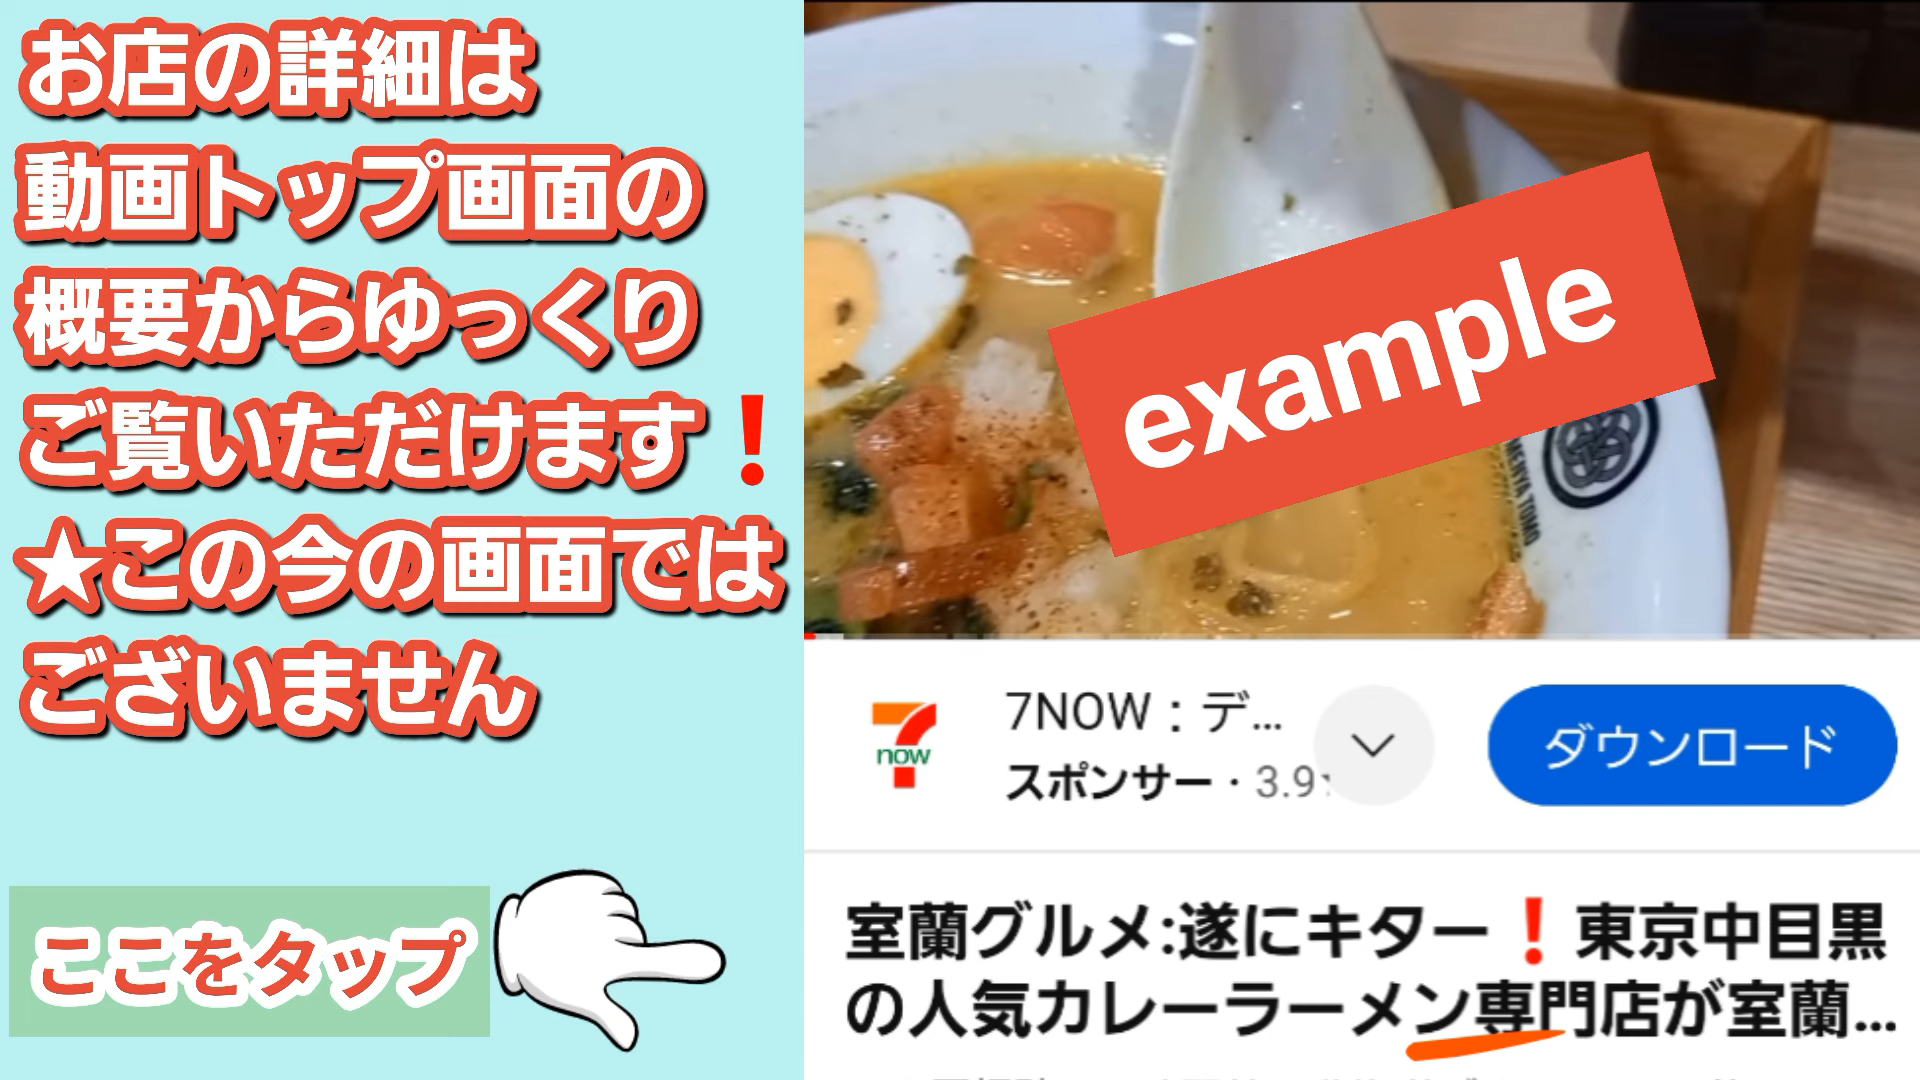 お店の詳細は
動画トップ画面の
概要からゆっくり
ご覧いただけます❗
★この今の画面では
ございません
ここをタップ
example
MENYA TOMO
7NOW：デ...
now
スポンサー・3.9
ダウンロード
室蘭グルメ:遂にキター❗東京中目黒
の人気カレーラーメン専門店が室蘭...